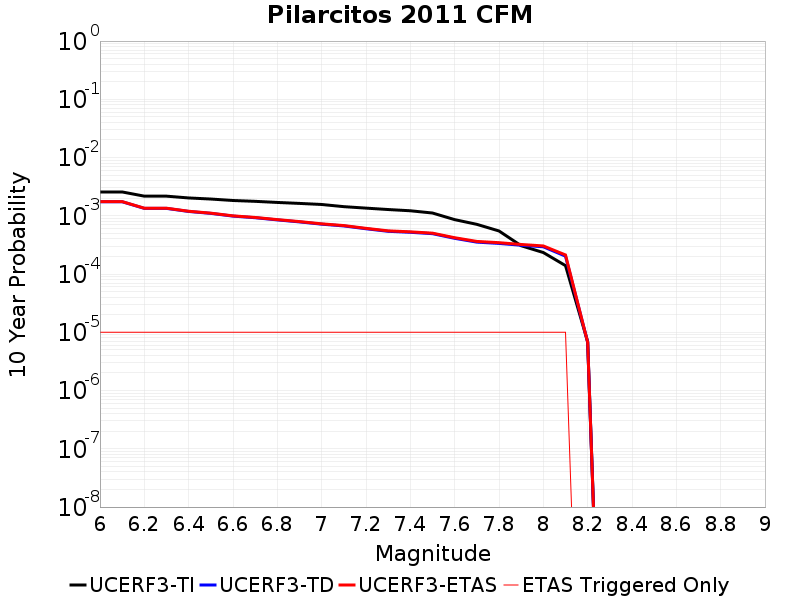 Pilarcitos 2011 CFM
10 Year Probability
10^0
10^-1
10^-2
10^-3
10^-4
10^-5
10^-6
10^-7
10^-8
6 6.2 6.4 6.6 6.8 7 7.2 7.4 7.6 7.8 8 8.2 8.4 8.6 8.8 9
Magnitude
UCERF3-TI UCERF3-TD UCERF3-ETAS ETAS Triggered Only